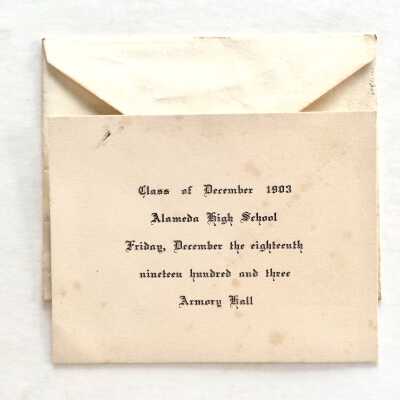 Class of December 1903
Alameda High School
Friday, December the eighteenth
nineteen hundred and three
Armory Hall